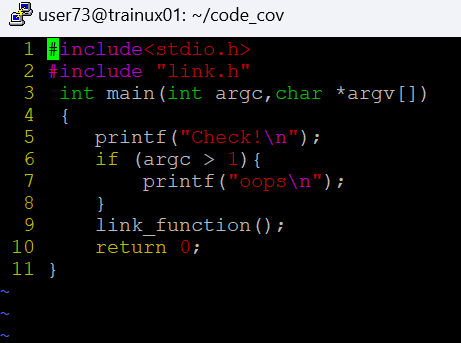 user73@trainux01: ~/code_cov
1 #include<stdio.h>
2 #include "link.h"
3  int main(int argc,char *argv[])
4  {
5     printf("Check!\n");
6     if (argc > 1){
7         printf("oops\n");
8     }
9     link_function();
10     return 0;
11 }
~
~
~